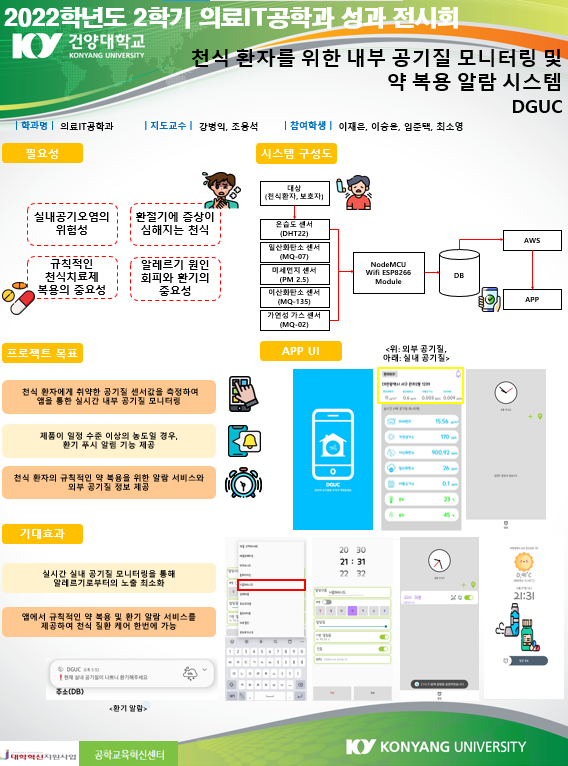 2022학년도 2학기 의료IT공학과 성과 전시회
건양대학교
KONYANG UNIVERSITY
천식 환자를 위한 내부 공기질 모니터링 및
약 복용 알람 시스템
DGUC
| 학과명 | 의료IT공학과
| 지도교수 | 강병익, 조용석
| 참여학생 | 이재은, 이승윤, 임준택, 최소영
필요성
실내공기오염의
위험성
환절기에 증상이
심해지는 천식
규칙적인
천식치료제
복용의 중요성
알레르기 원인
회피와 환기의
중요성
시스템 구성도
대상
(천식환자, 보호자)
온습도 센서
(DHT22)
일산화탄소 센서
(MQ-07)
미세먼지 센서
(PM 2.5)
이산화탄소 센서
(MQ-135)
가연성 가스 센서
(MQ-02)
NodeMCU
Wifi ESP8266
Module
DB
AWS
APP
프로젝트 목표
천식 환자에게 취약한 공기질 센서값을 측정하여
앱을 통한 실시간 내부 공기질 모니터링
제품이 일정 수준 이상의 농도일 경우,
환기 푸시 알림 기능 제공
천식 환자의 규칙적인 약 복용을 위한 알람 서비스와
외부 공기질 정보 제공
APP UI
<위: 외부 공기질,
아래: 실내 공기질>
DGUC
15.56
170
900.92
26
0.1
23
45
기대효과
실시간 실내 공기질 모니터링을 통해
알레르기로부터의 노출 최소화
앱에서 규칙적인 약 복용 및 환기 알람 서비스를
제공하여 천식 질환 케어 한번에 가능
DGUC
현재 실내 공기질이 나쁘니 환기해주세요
주소(DB)
<환기 알람>
20 30
21 : 31
22 32
21:31
대학혁신지원사업
공학교육혁신센터
KONYANG UNIVERSITY